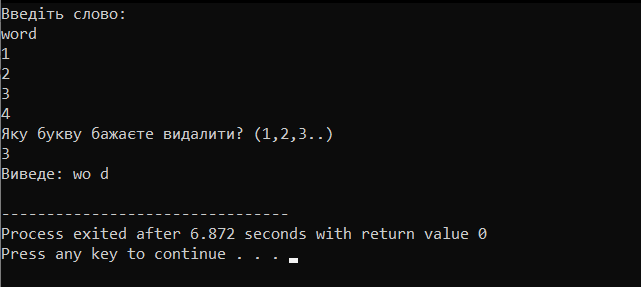 Введіть слово:
word
1
2
3
4
Яку букву бажаєте видалити? (1,2,3..)
3
Виведе: wo d
--------------------------------
Process exited after 6.872 seconds with return value 0
Press any key to continue . . .